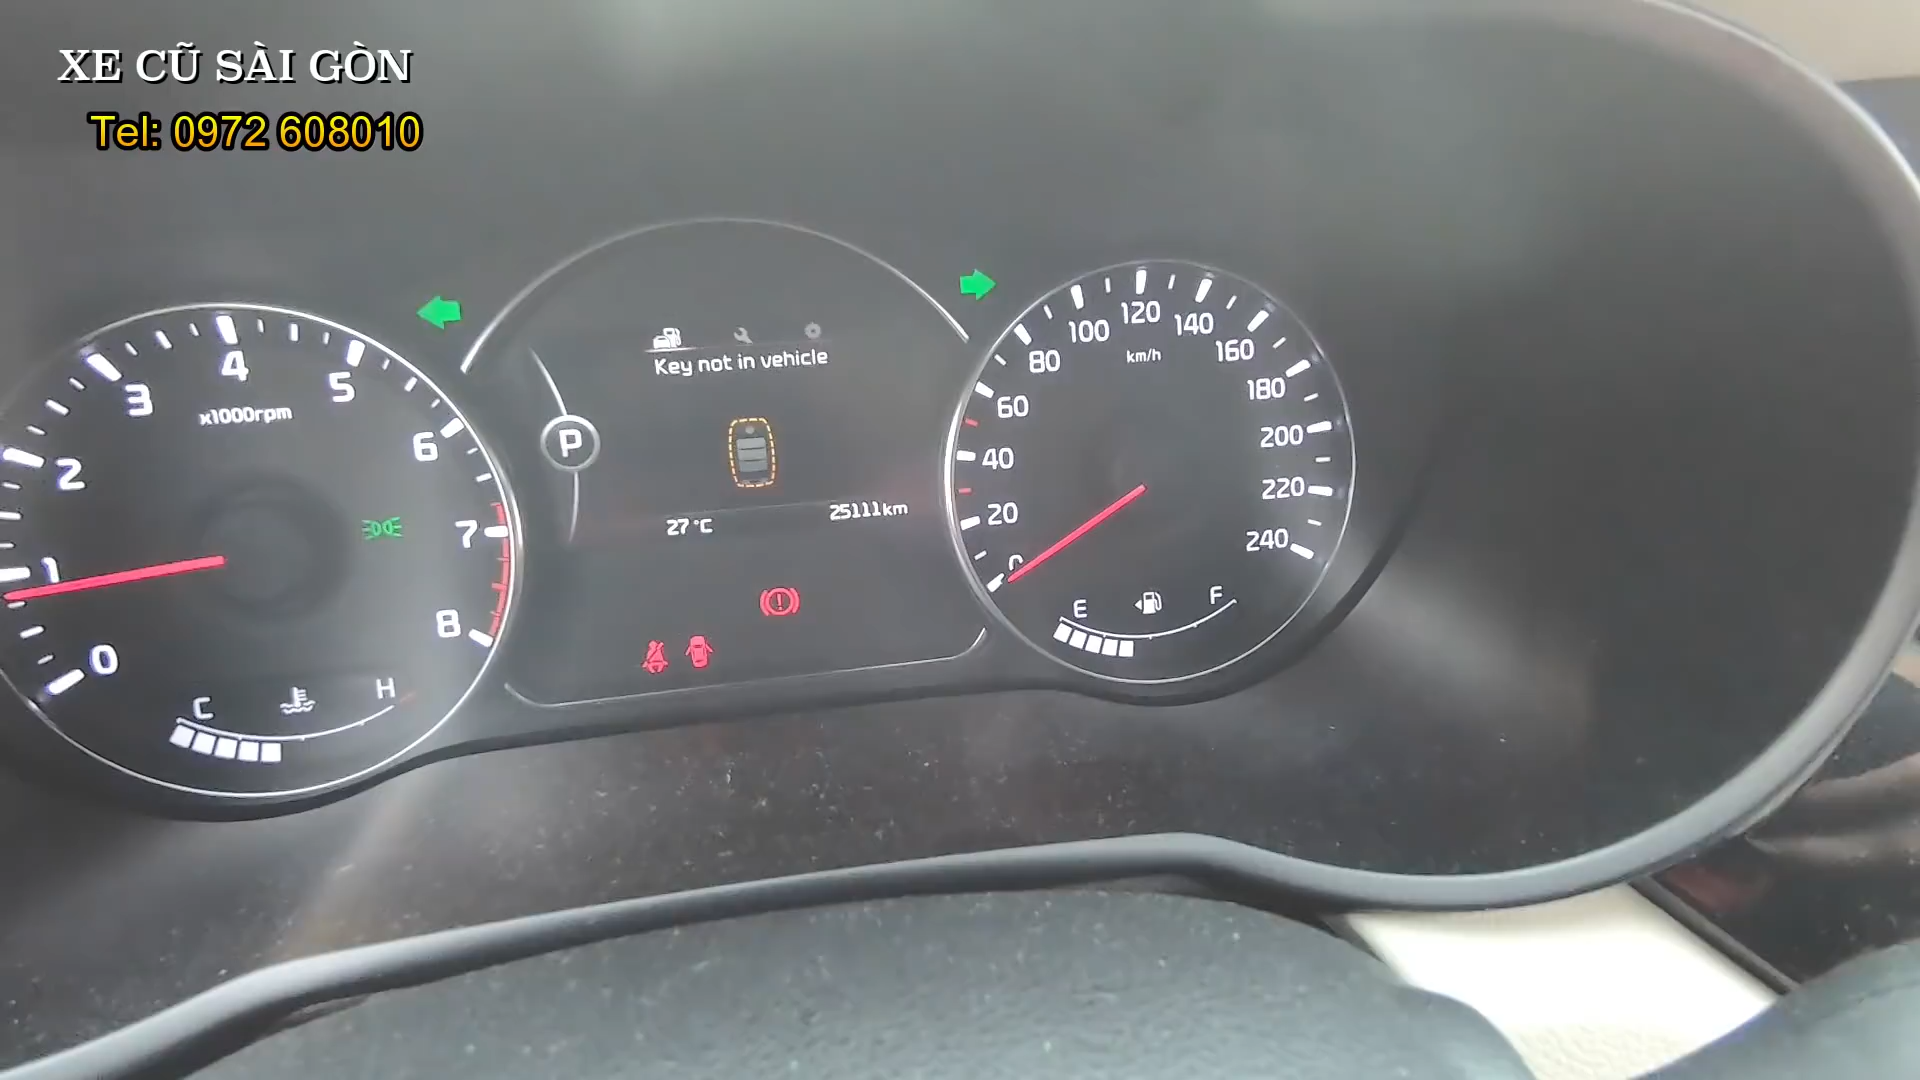 XE CŨ SÀI GÒN
Tel: 0972 608010
Key not in vehicle
P
27°C
25111km
0
1
2
3
4
5
6
7
8
x1000rpm
C
H
0
20
40
60
80
100
120
140
160
180
200
220
240
km/h
E
F